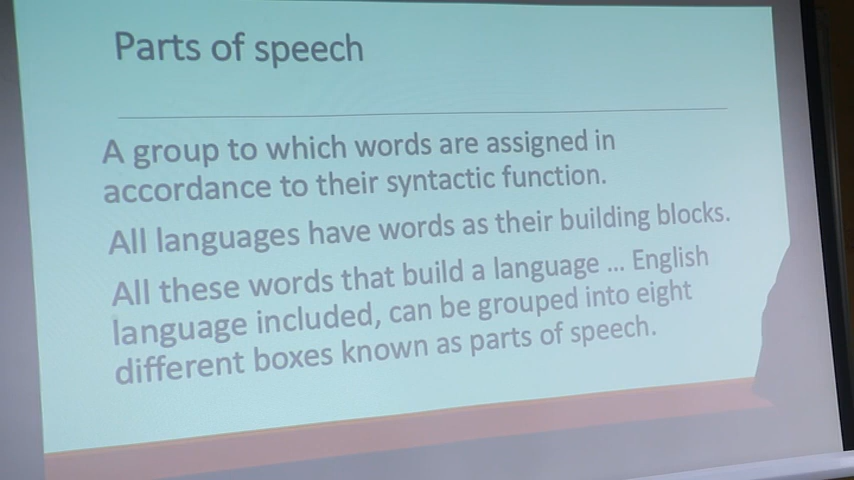 Parts of speech
A group to which words are assigned in
accordance to their syntactic function.
All languages have words as their building blocks.
All these words that build a language ... English
language included, can be grouped into eight
different boxes known as parts of speech.